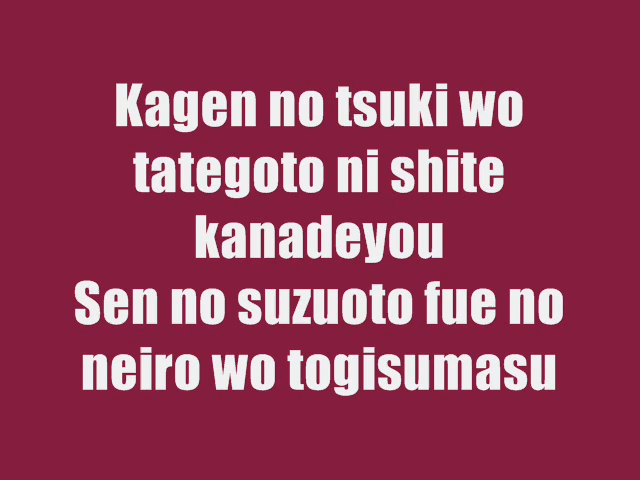 Kagen no tsuki wo
tategoto ni shite
kanadeyou
Sen no suzuoto fue no
neiro wo togisumasu